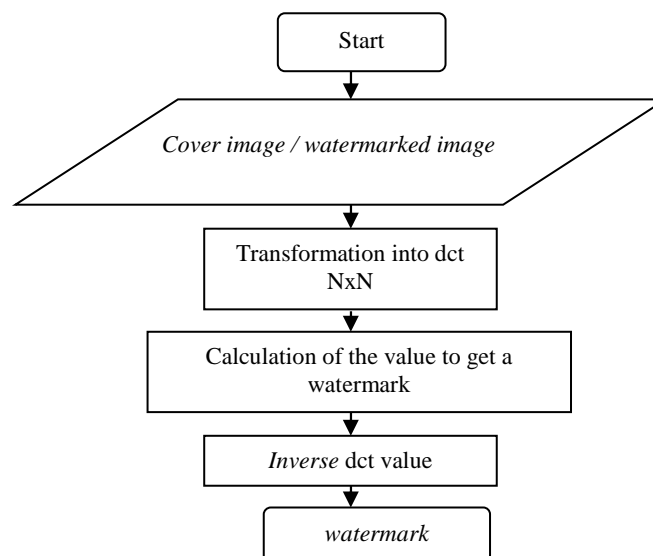 Start
Cover image / watermarked image
Transformation into dct
NxN
Calculation of the value to get a
watermark
Inverse dct value
watermark